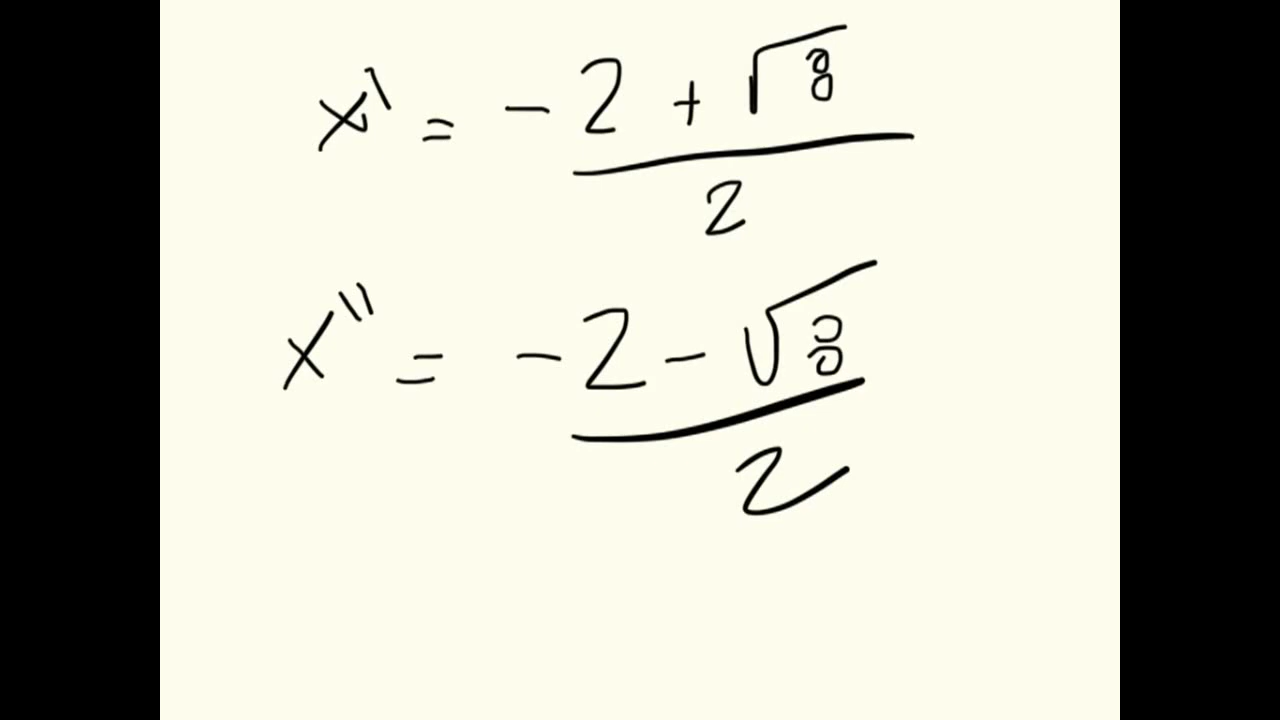 x' = -2 + √8
2
x'' = -2 - √8
2